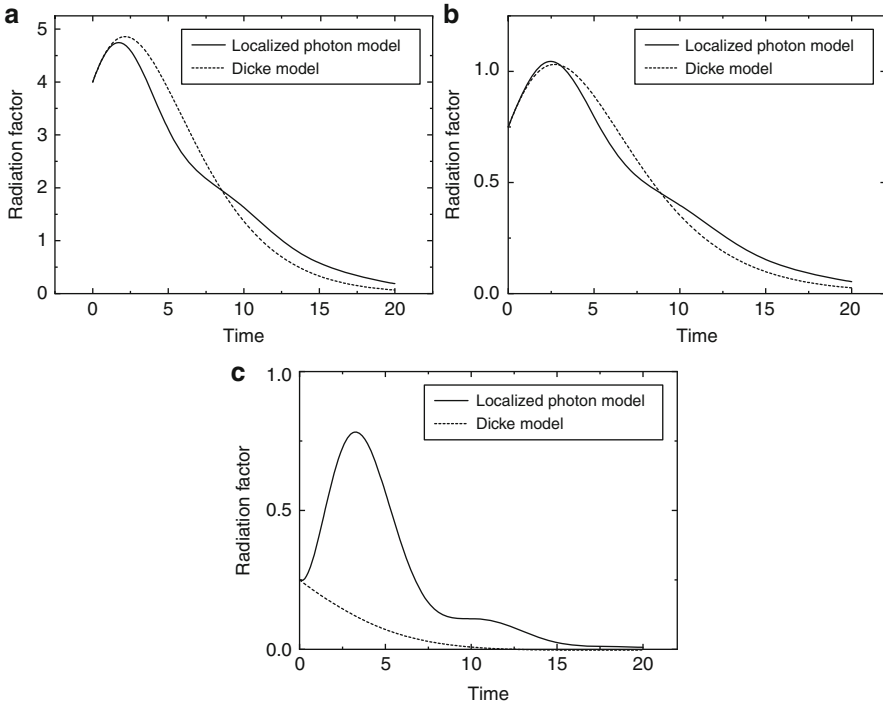 a
Localized photon model
Dicke model
Radiation factor
5
4
3
2
1
0
0 5 10 15 20
Time
b
Localized photon model
Dicke model
Radiation factor
1.0
0.5
0.0
0 5 10 15 20
Time
c
Localized photon model
Dicke model
Radiation factor
1.0
0.5
0.0
0 5 10 15 20
Time